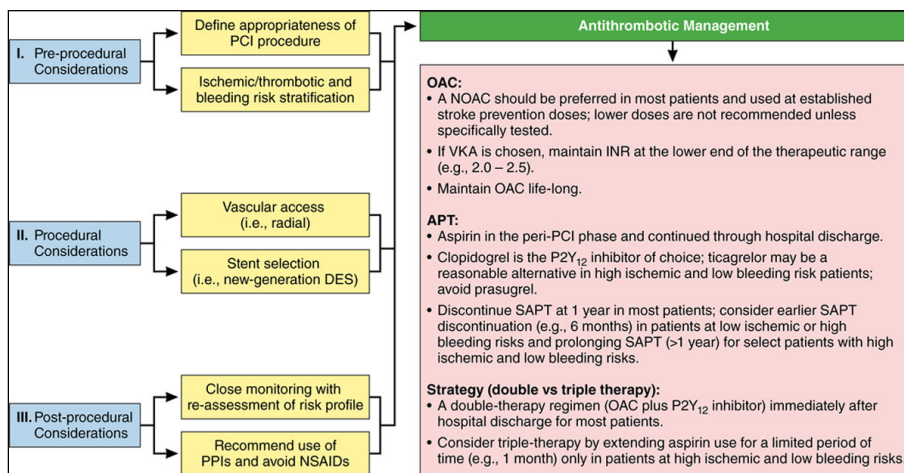 I. Pre-procedural
Considerations
Define appropriateness of
PCI procedure
Ischemic/thrombotic and
bleeding risk stratification
II. Procedural
Considerations
Vascular access
(i.e., radial)
Stent selection
(i.e., new-generation DES)
III. Post-procedural
Considerations
Close monitoring with
re-assessment of risk profile
Recommend use of
PPIs and avoid NSAIDs
Antithrombotic Management
OAC:
• A NOAC should be preferred in most patients and used at established
stroke prevention doses; lower doses are not recommended unless
specifically tested.
• If VKA is chosen, maintain INR at the lower end of the therapeutic range
(e.g., 2.0 – 2.5).
• Maintain OAC life-long.
APT:
• Aspirin in the peri-PCI phase and continued through hospital discharge.
• Clopidogrel is the P2Y₁₂ inhibitor of choice; ticagrelor may be a
reasonable alternative in high ischemic and low bleeding risk patients;
avoid prasugrel.
• Discontinue SAPT at 1 year in most patients; consider earlier SAPT
discontinuation (e.g., 6 months) in patients at low ischemic or high
bleeding risks and prolonging SAPT (>1 year) for select patients with high
ischemic and low bleeding risks.
Strategy (double vs triple therapy):
• A double-therapy regimen (OAC plus P2Y₁₂ inhibitor) immediately after
hospital discharge for most patients.
• Consider triple-therapy by extending aspirin use for a limited period of
time (e.g., 1 month) only in patients at high ischemic and low bleeding risks.